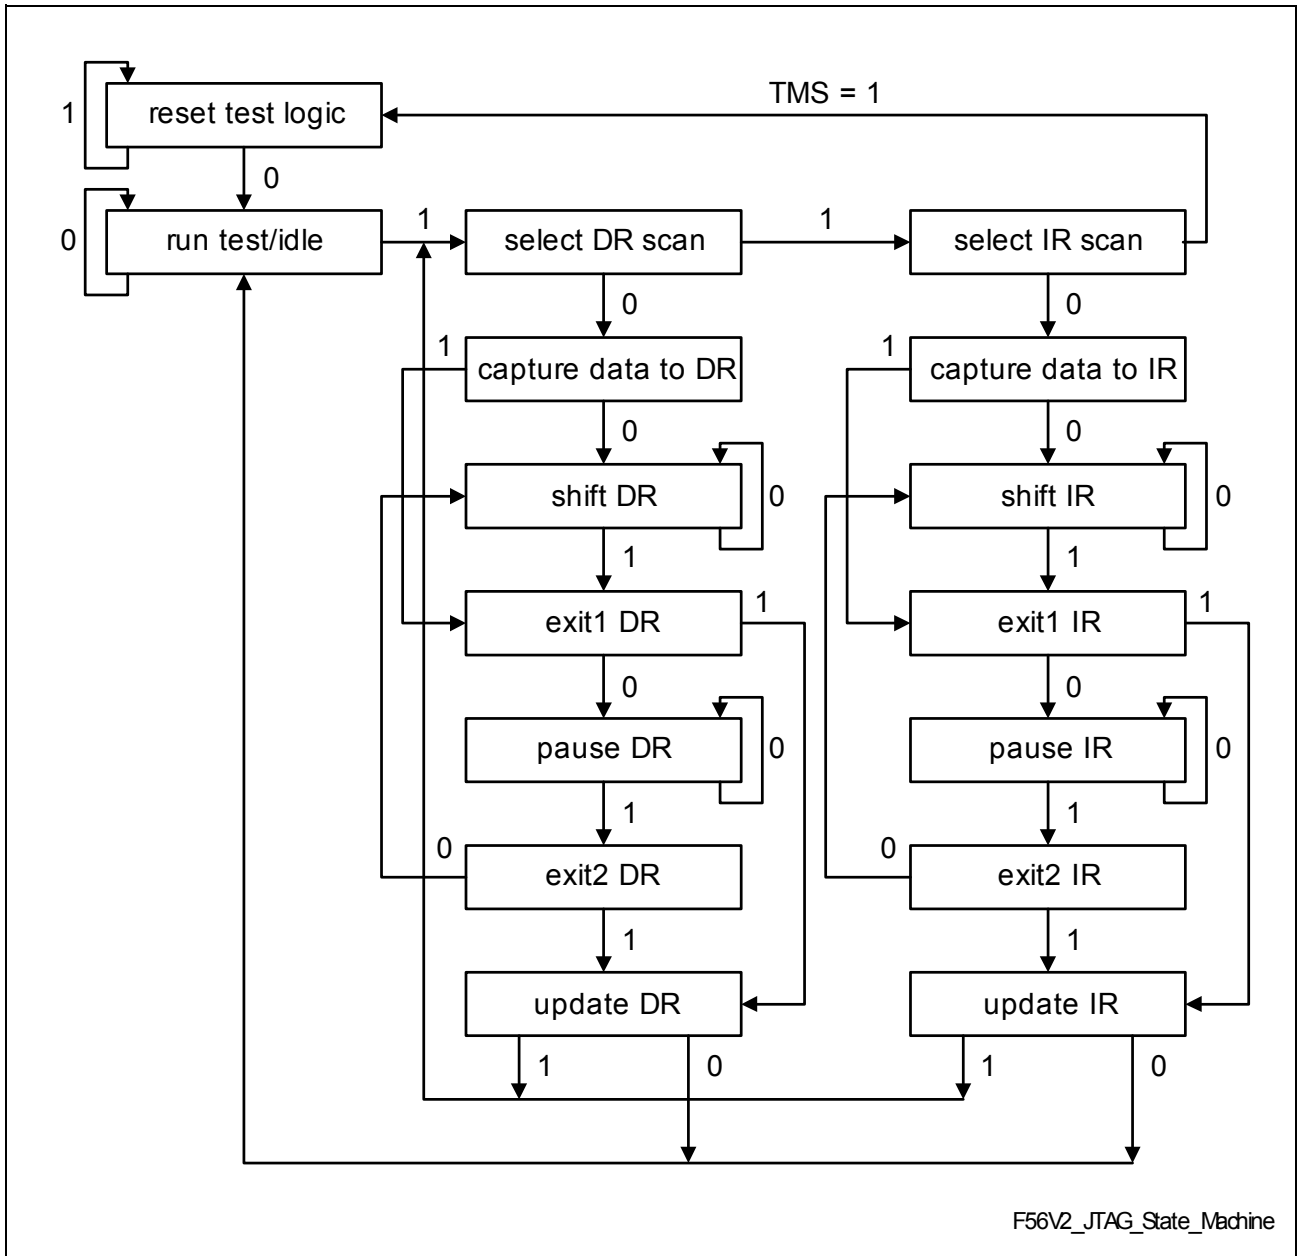 TMS = 1
1
reset test logic
0
0
run test/idle
1
select DR scan
1
select IR scan
0
0
1
capture data to DR
1
capture data to IR
0
0
shift DR
0
shift IR
0
1
1
exit1 DR
1
exit1 IR
1
0
0
pause DR
0
pause IR
0
1
1
0
exit2 DR
0
exit2 IR
1
1
update DR
update IR
1
0
1
0
F56V2_JTAG_State_Machine